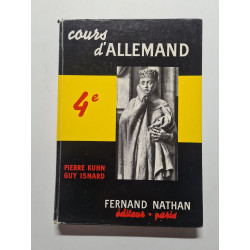 cours
d'ALLEMAND
4e
PIERRE KUHN
GUY ISNARD
FERNAND NATHAN
éditeur • paris